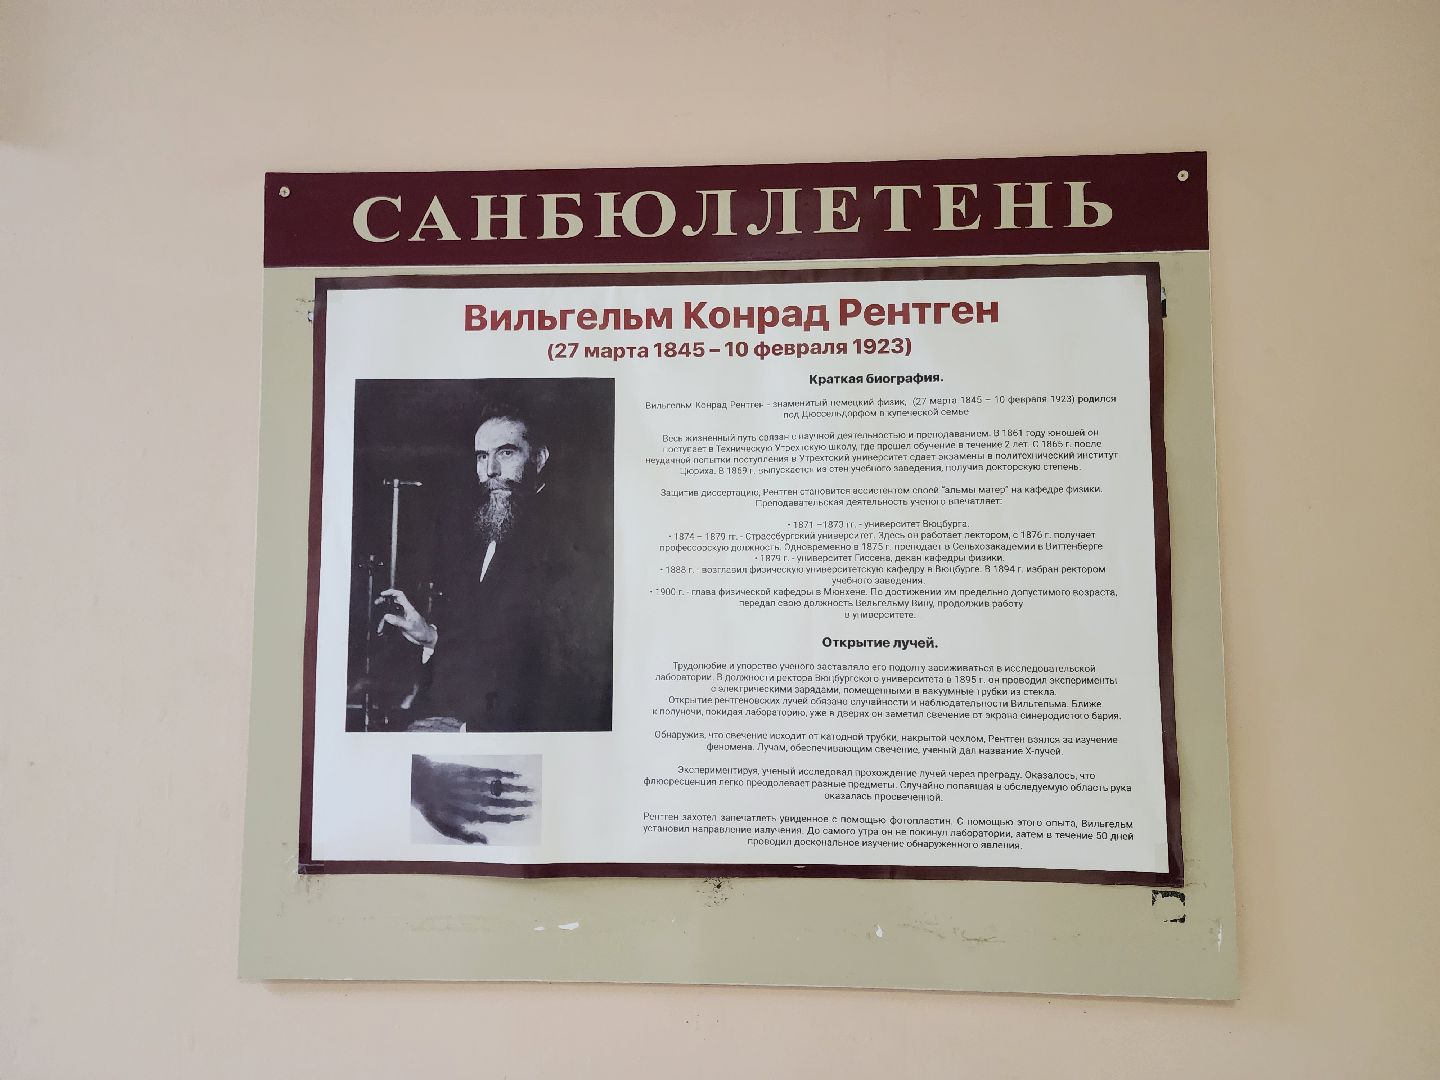 САНБЮЛЛЕТЕНЬ
Вильгельм Конрад Рентген
(27 марта 1845 – 10 февраля 1923)
Краткая биография.
Вильгельм Конрад Рентген - знаменитый немецкий физик, (27 марта 1845 – 10 февраля 1923) родился
под Дюссельдорфом в купеческой семье
Весь жизненный путь связан с научной деятельностью и преподаванием. В 1861 году юношей он
поступает в Техническую Утрехскую школу, где прошел обучение в течение 2 лет. С 1865 г. после
неудачной попытки поступления в Утрехтский университет сдает экзамены в политехнический институт
Цюриха. В 1869 г. выпускается из стен учебного заведения, получив докторскую степень.
Защитив диссертацию, Рентген становится ассистентом своей "альмы матер" на кафедре физики.
Преподавательская деятельность ученого впечатляет:
• 1871 –1873 гг. - университет Вюцбурга.
• 1874 – 1879 гг. - Страссбургский университет. Здесь он работает лектором, с 1876 г. получает
профессорскую должность. Одновременно в 1875 г. преподает в Сельхозакадемии в Виттенберге
• 1879 г. - университет Гиссена, декан кафедры физики.
• 1888 г. - возглавил физическую университетскую кафедру в Вюцбурге. В 1894 г. избран ректором
учебного заведения.
• 1900 г. - глава физической кафедры в Мюнхене. По достижении им предельно допустимого возраста,
передал свою должность Вельгельму Вину, продолжив работу
в университете.
Открытие лучей.
Трудолюбие и упорство ученого заставляло его подолгу засиживаться в исследовательской
лаборатории. В должности ректора Вюцбургского университета в 1895 г. он проводил эксперименты
с электрическими зарядами, помещенными в вакуумные трубки из стекла.
Открытие рентгеновских лучей обязано случайности и наблюдательности Вильгельма. Ближе
к полуночи, покидая лабораторию, уже в дверях он заметил свечение от экрана синеродистого бария.
Обнаружив, что свечение исходит от катодной трубки, накрытой чехлом, Рентген взялся за изучение
феномена. Лучам, обеспечивающим свечение, ученый дал название X-лучей.
Экспериментируя, ученый исследовал прохождение лучей через преграду. Оказалось, что
флюоресценция легко преодолевает разные предметы. Случайно попавшая в обследуемую область рука
оказалась просвеченной.
Рентген захотел запечатлеть увиденное с помощью фотопластин. С помощью этого опыта, Вильгельм
установил направление излучения. До самого утра он не покинул лаборатории, затем в течение 50 дней
проводил доскональное изучение обнаруженного явления.